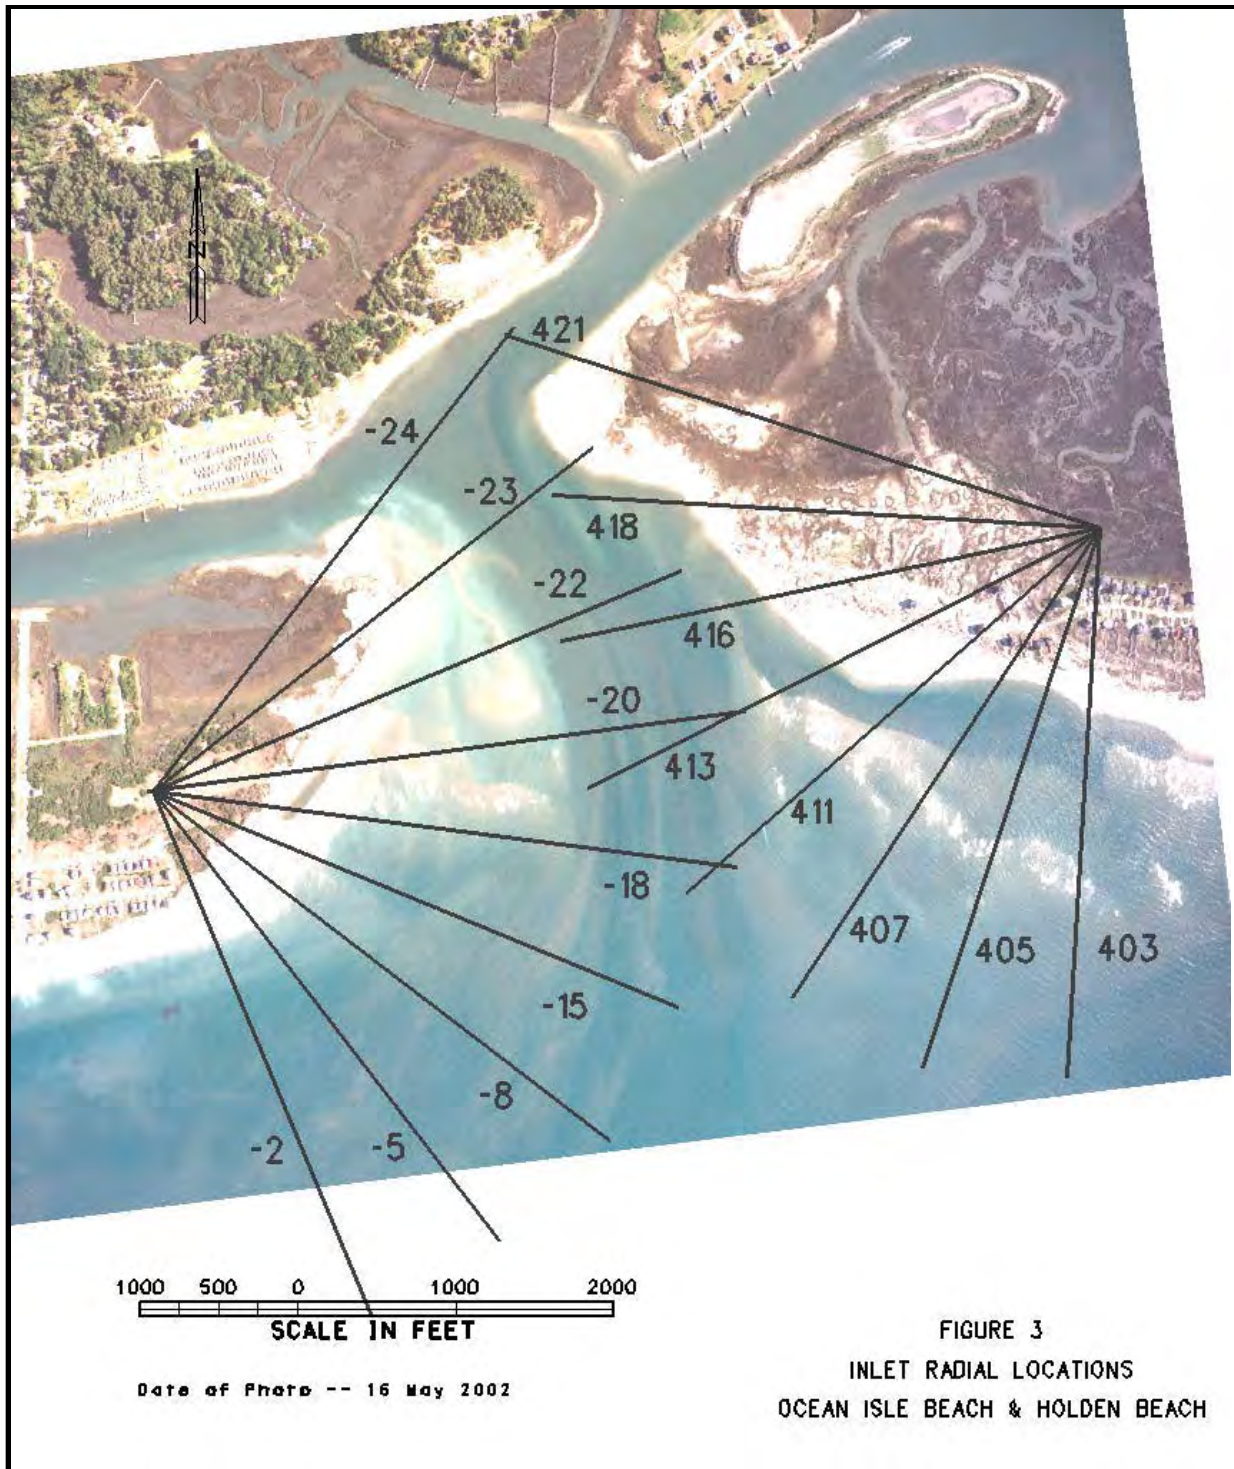 N
421
-24
-23
418
-22
416
-20
413
411
-18
407
405
403
-15
-8
-2
-5
1000 500 0 1000 2000
SCALE IN FEET
Date of Photo -- 16 May 2002
FIGURE 3
INLET RADIAL LOCATIONS
OCEAN ISLE BEACH & HOLDEN BEACH